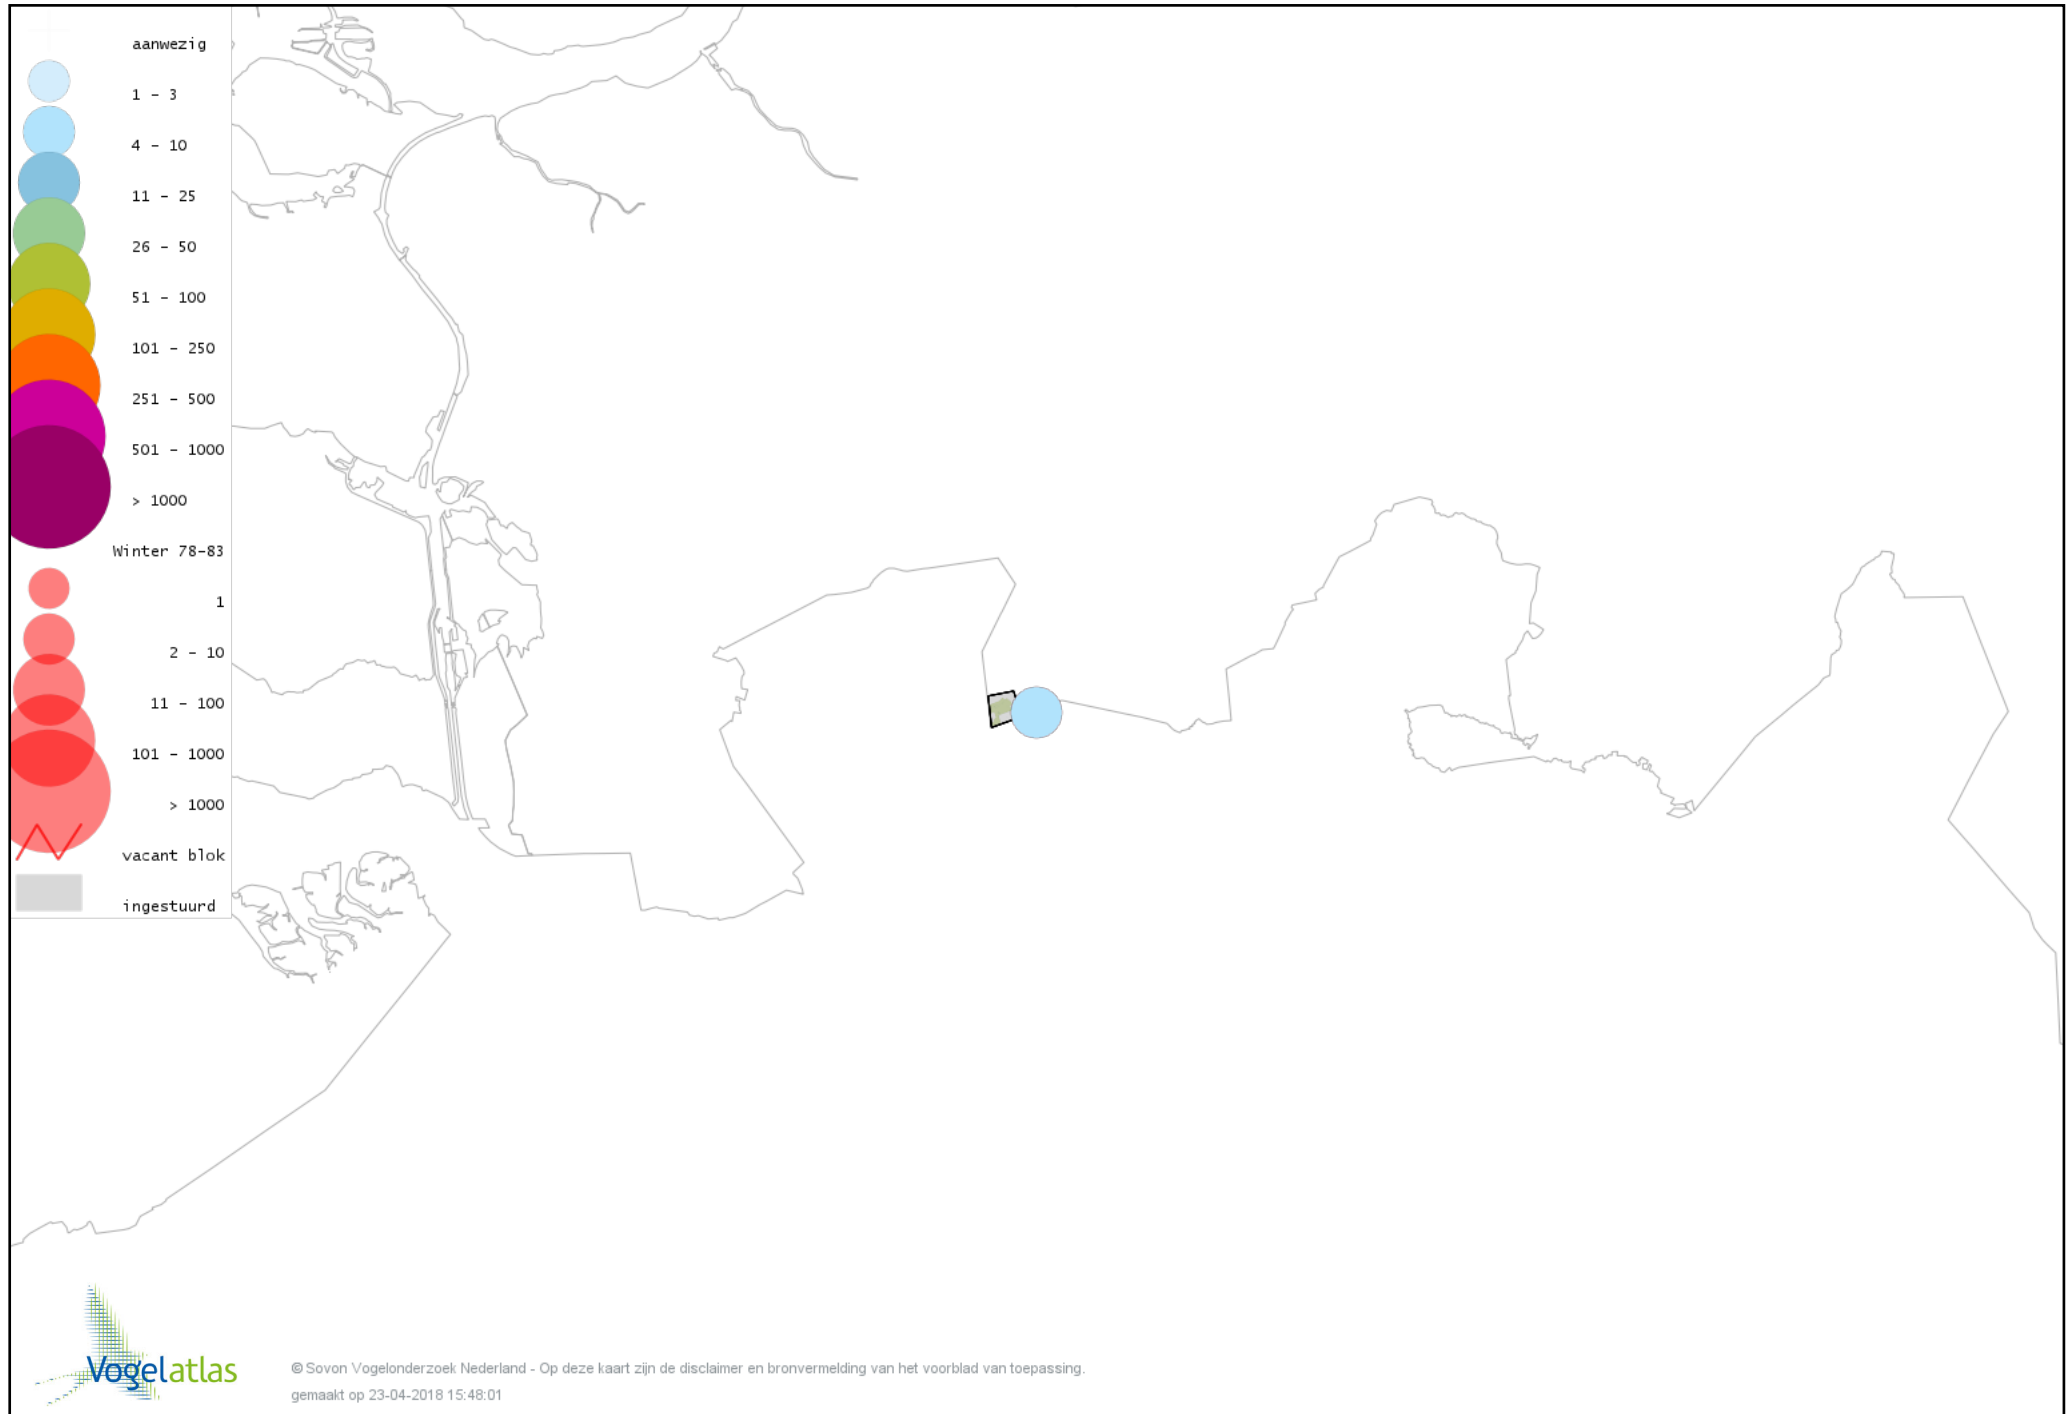 aanwezig
1 - 3
4 - 10
11 - 25
26 - 50
51 - 100
101 - 250
251 - 500
501 - 1000
> 1000
Winter 78-83
1
2 - 10
11 - 100
101 - 1000
> 1000
vacant blok
ingestuurd
Vogelatlas
© Sovon Vogelonderzoek Nederland - Op deze kaart zijn de disclaimer en bronvermelding van het voorblad van toepassing.
gemaakt op 23-04-2018 15:48:01